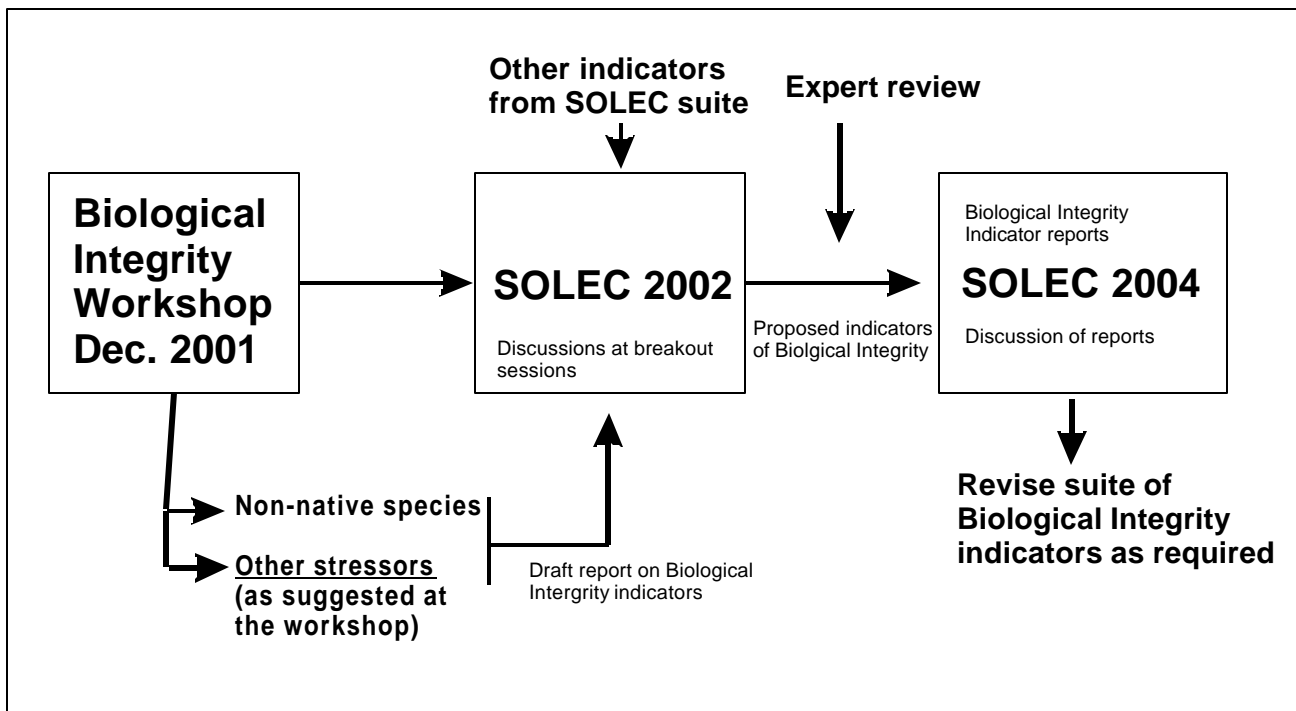 Other indicators
from SOLEC suite
Expert review
Biological
Integrity
Workshop
Dec. 2001
SOLEC 2002
Discussions at breakout
sessions
Proposed indicators
of Biolgical Integrity
Biological Integrity
Indicator reports
SOLEC 2004
Discussion of reports
Non-native species
Other stressors
(as suggested at
the workshop)
Draft report on Biological
Intergrity indicators
Revise suite of
Biological Integrity
indicators as required